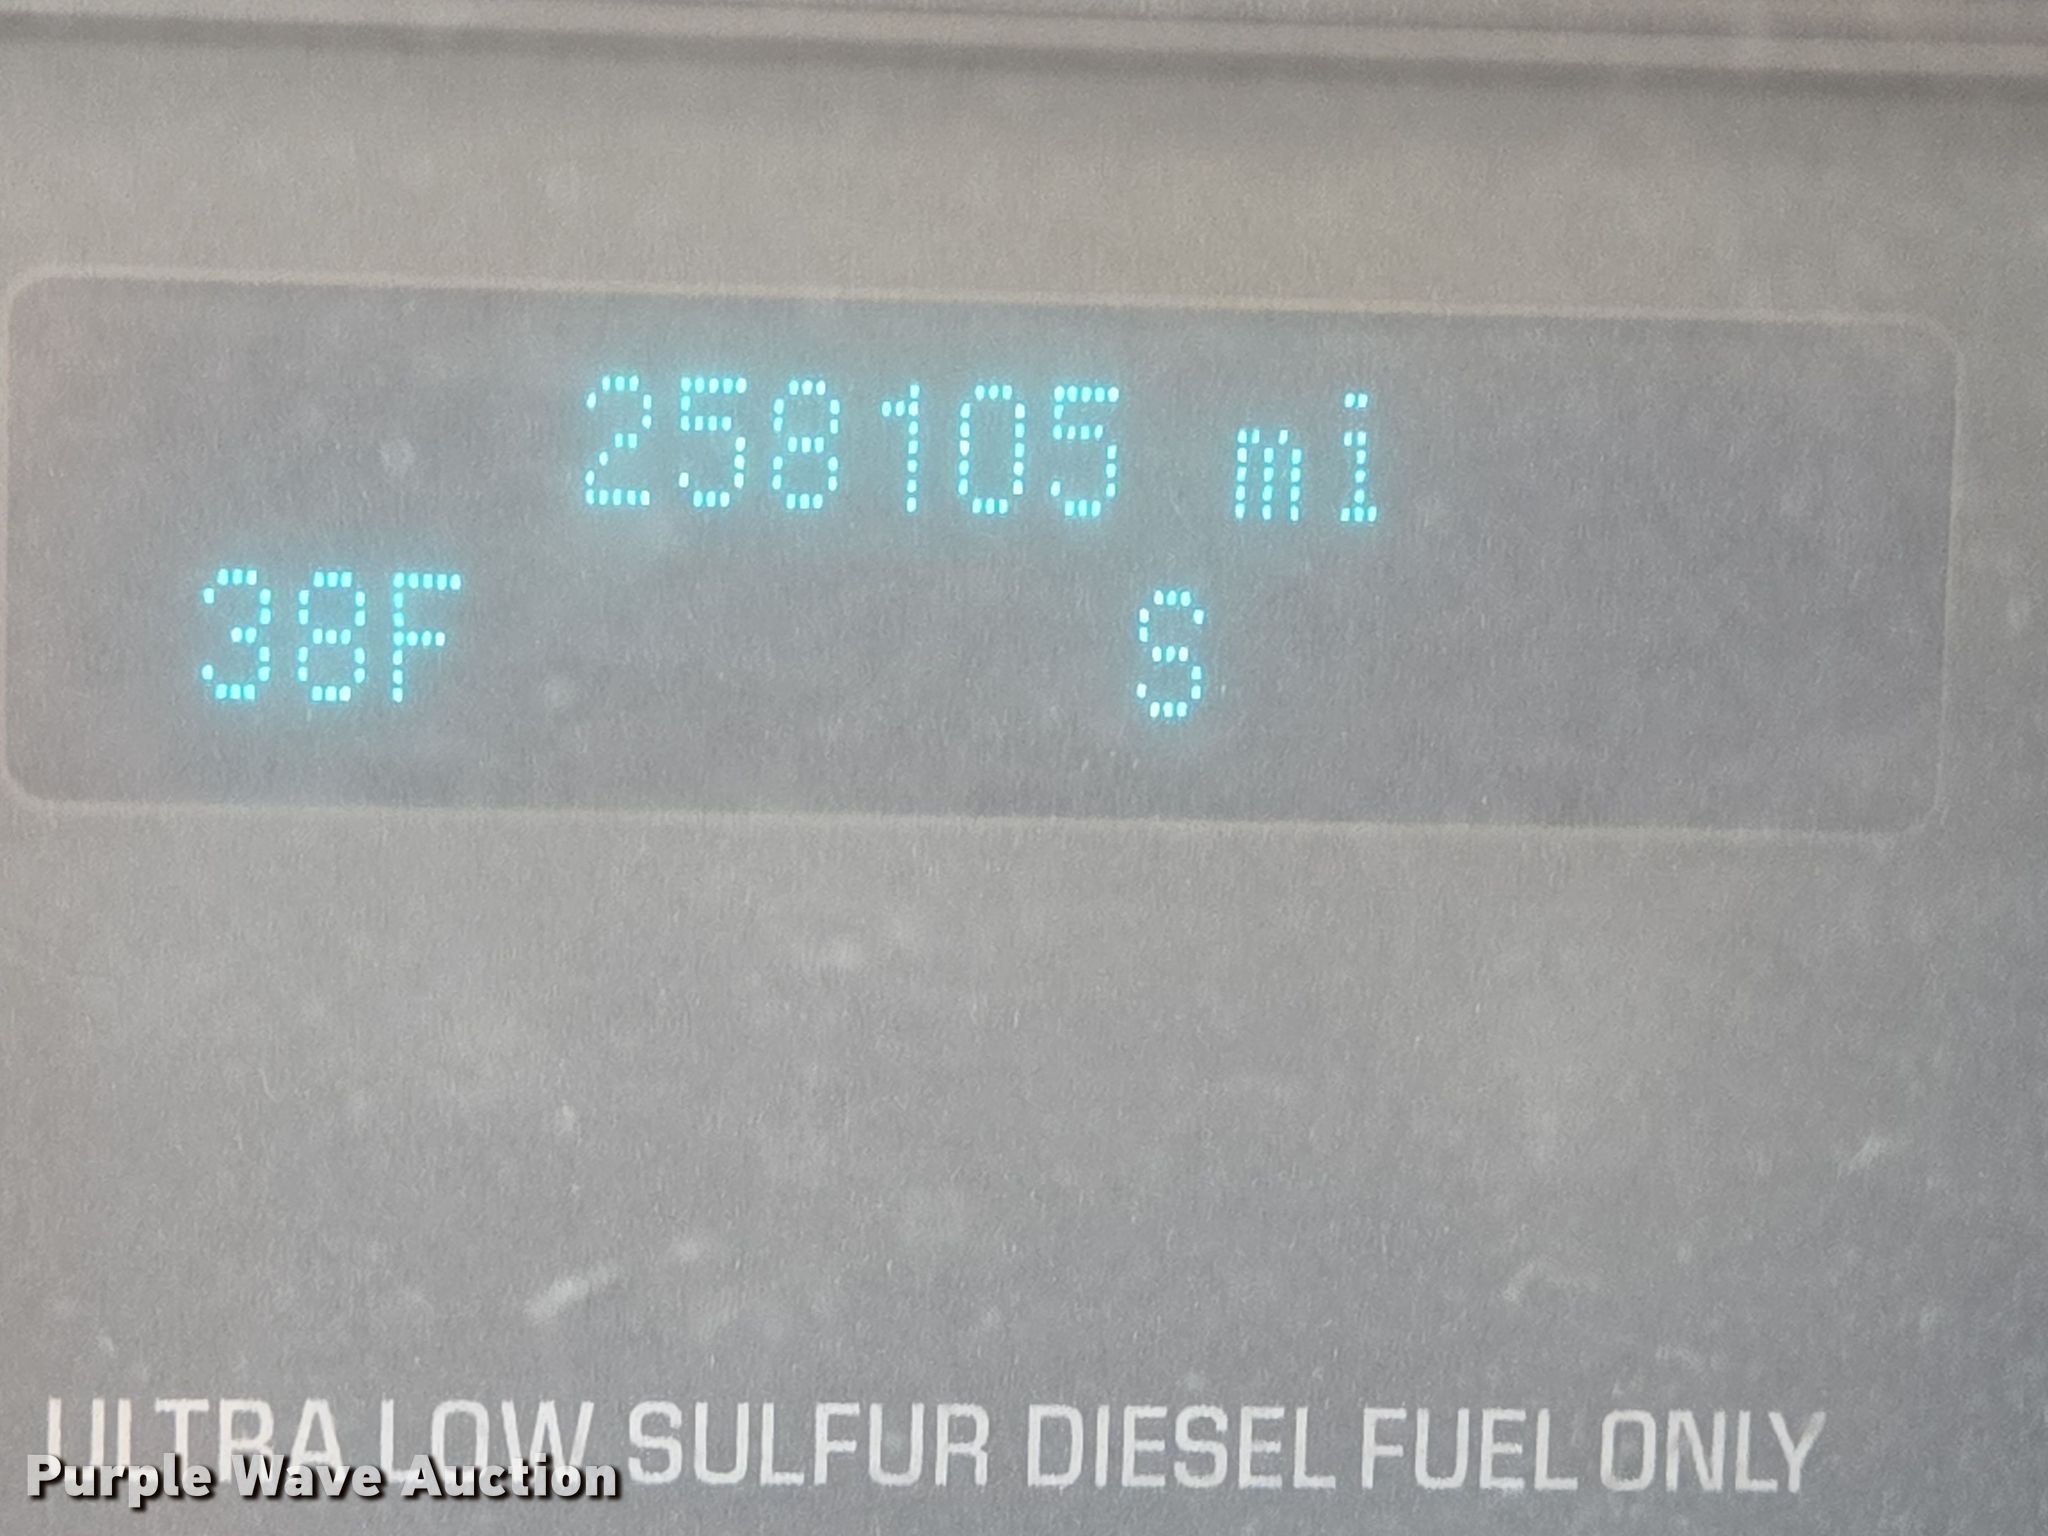 258105 mi
38F S
ULTRA LOW SULFUR DIESEL FUEL ONLY
Purple Wave Auction